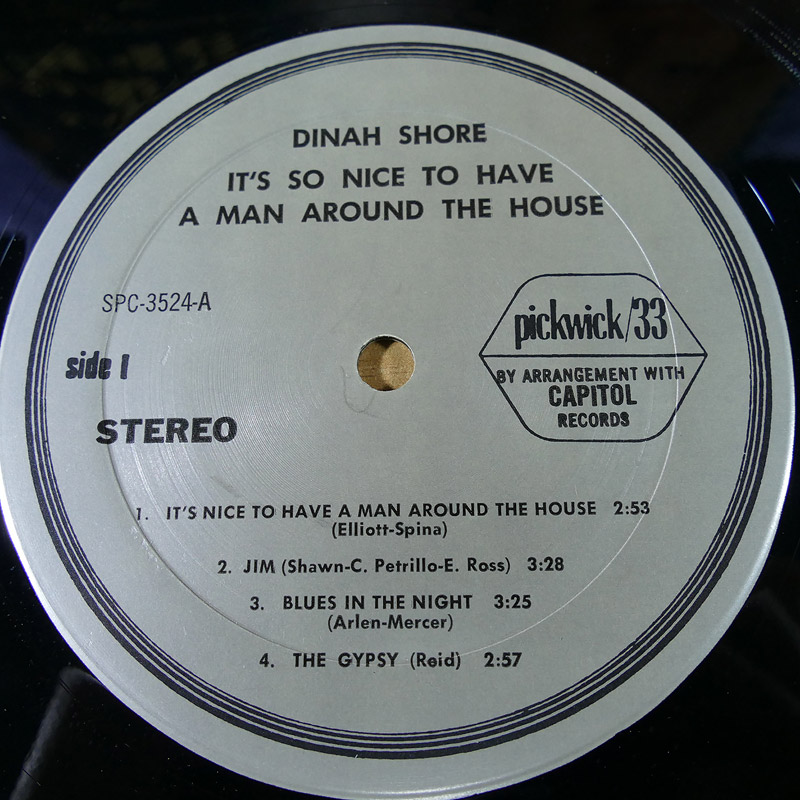 DINAH SHORE
IT'S SO NICE TO HAVE
A MAN AROUND THE HOUSE
SPC-3524-A
side 1
STEREO
pickwick/33
BY ARRANGEMENT WITH
CAPITOL
RECORDS
1. IT'S NICE TO HAVE A MAN AROUND THE HOUSE 2:53
(Elliott-Spina)
2. JIM (Shawn-C. Petrillo-E. Ross) 3:28
3. BLUES IN THE NIGHT 3:25
(Arlen-Mercer)
4. THE GYPSY (Reid) 2:57